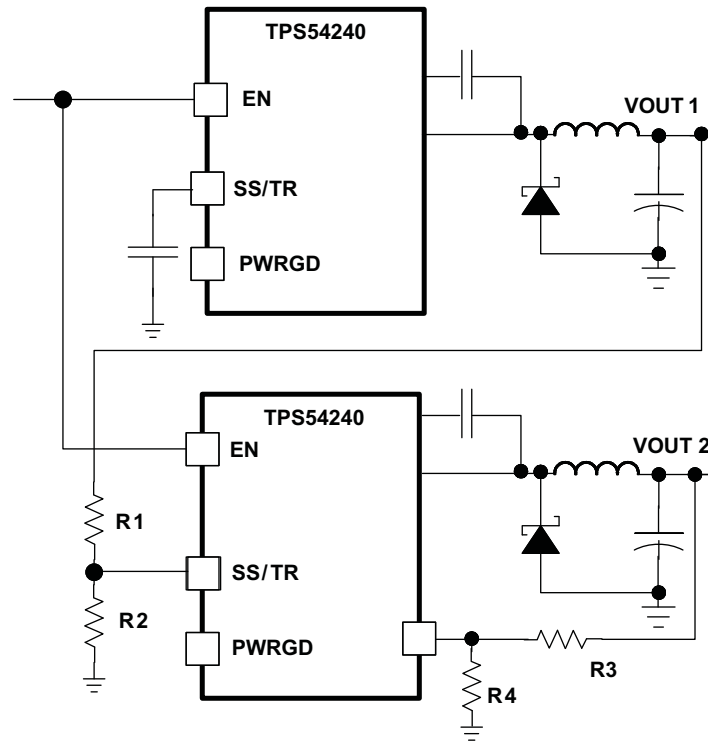 TPS54240
EN
VOUT 1
SS/TR
PWRGD
TPS54240
EN
VOUT 2
R1
SS/TR
R2
PWRGD
R3
R4